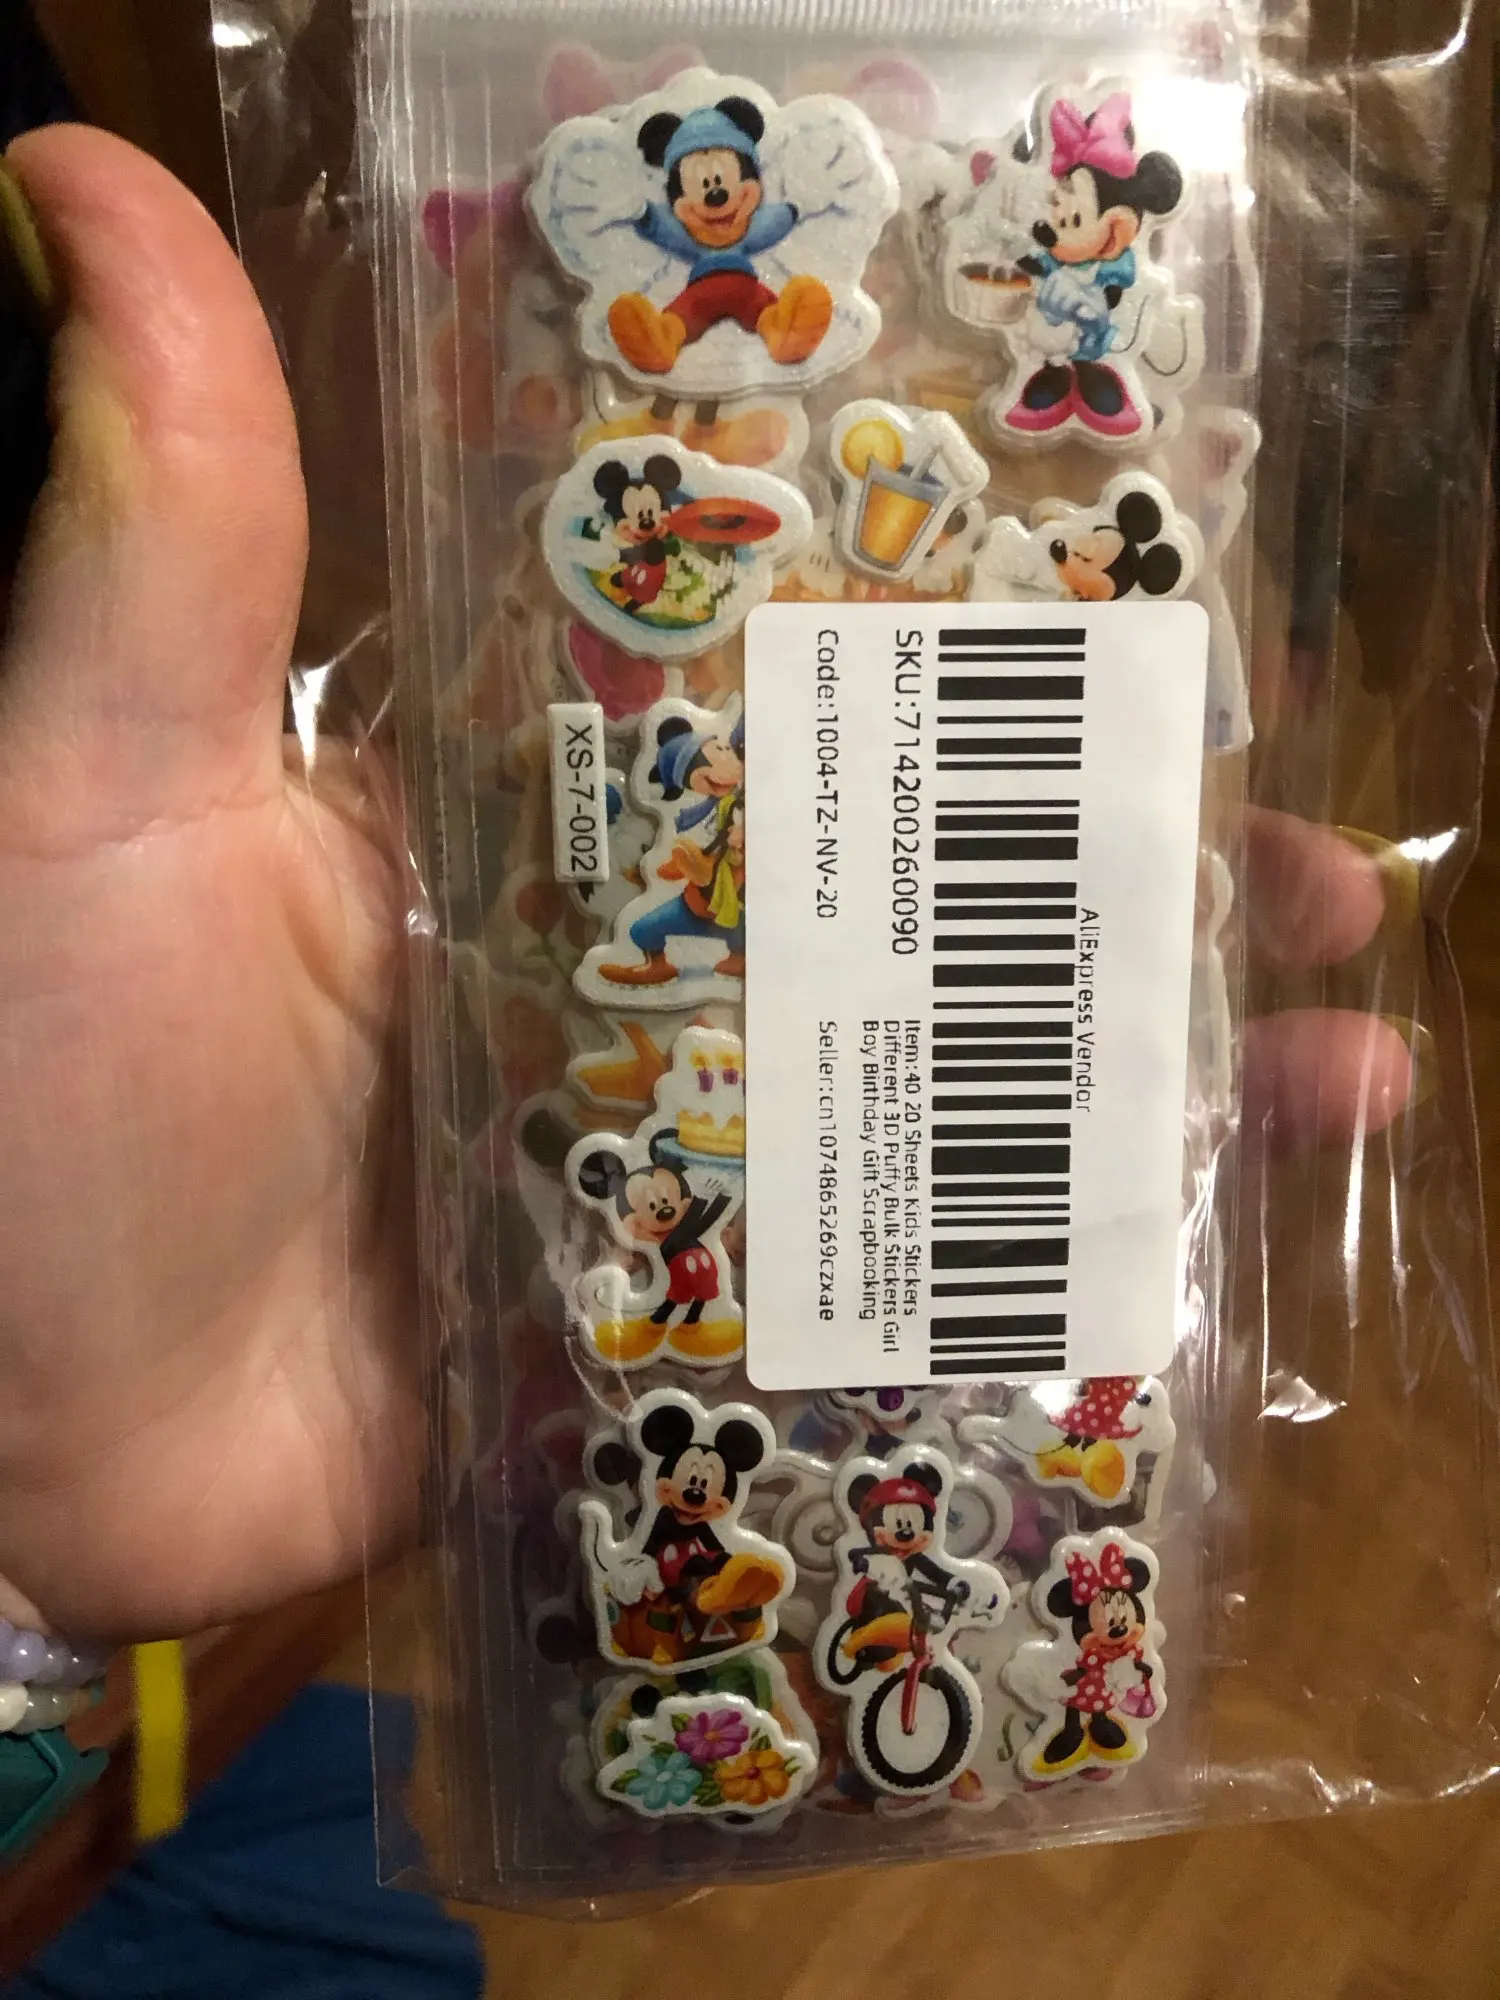 AliExpress Vendor
SKU:714200260090
Code:1004-TZ-NV-20
Item:40 20 Sheets Kids Stickers
Different 3D Puffy Bulk Stickers Girl
Boy Birthday Gift Scrapbooking
Seller:cn1074865269czxae
XS-7-002